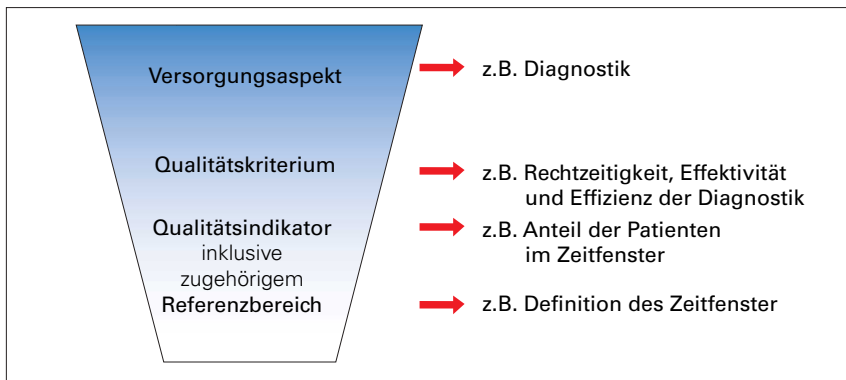 Versorgungsaspekt
z.B. Diagnostik
Qualitätskriterium
z.B. Rechtzeitigkeit, Effektivität
und Effizienz der Diagnostik
Qualitätsindikator
inklusive
zugehörigem
z.B. Anteil der Patienten
im Zeitfenster
Referenzbereich
z.B. Definition des Zeitfenster